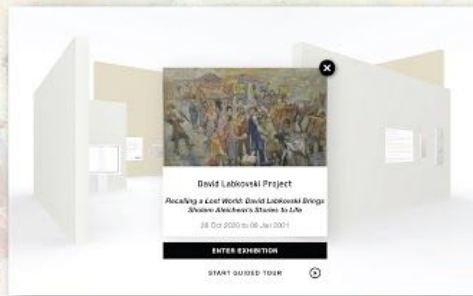 David Labkovski Project
Recalling a Lost World: David Labkovski Brings
Sholem Aleichem's Stories to Life
28 Oct 2020 to 06 Jan 2021
ENTER EXHIBITION
START GUIDED TOUR